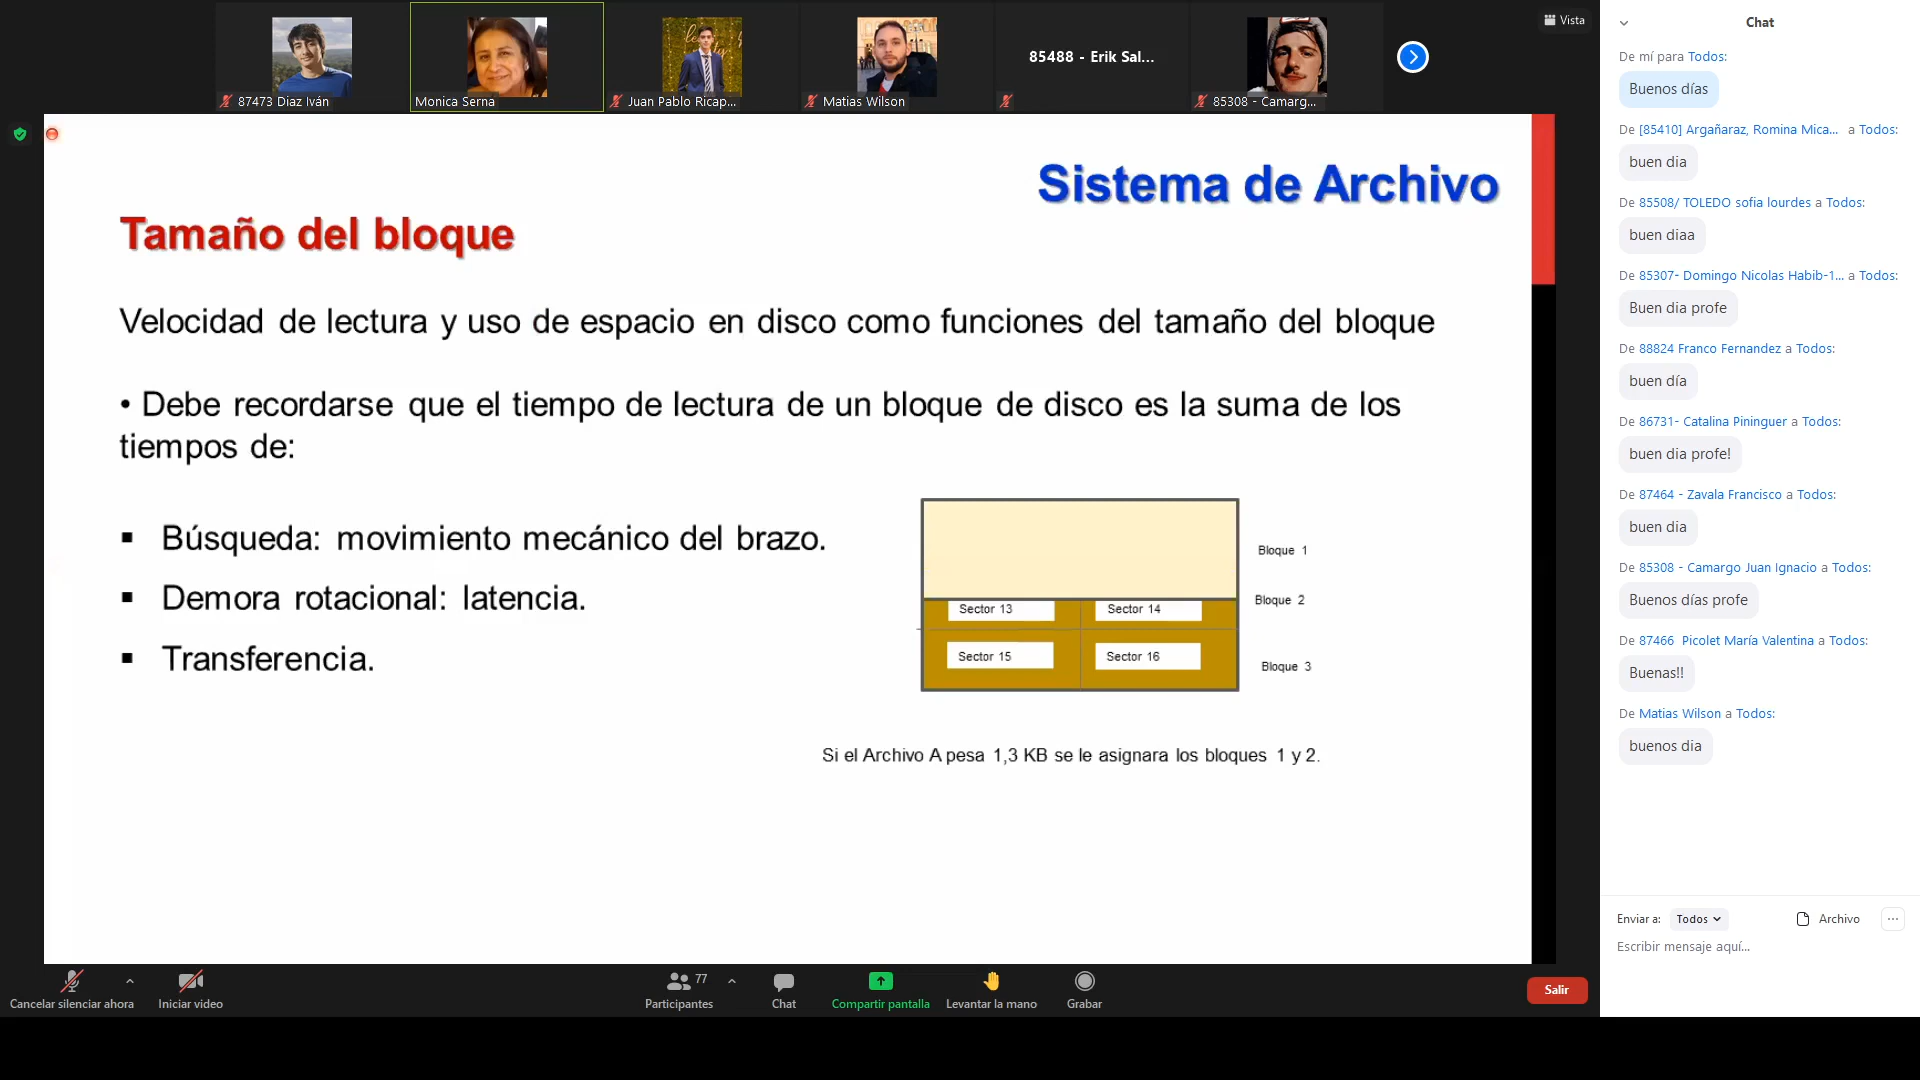 87473 Diaz Iván
Monica Serna
Juan Pablo Ricap...
Matias Wilson
85488 - Erik Sal...
85308 - Camarg...
Vista
Sistema de Archivo
Tamaño del bloque
Velocidad de lectura y uso de espacio en disco como funciones del tamaño del bloque
• Debe recordarse que el tiempo de lectura de un bloque de disco es la suma de los
tiempos de:
▪ Búsqueda: movimiento mecánico del brazo.
▪ Demora rotacional: latencia.
▪ Transferencia.
Bloque 1
Bloque 2
Sector 13
Sector 14
Sector 15
Sector 16
Bloque 3
Si el Archivo A pesa 1,3 KB se le asignara los bloques 1 y 2.
Cancelar silenciar ahora
Iniciar video
77
Participantes
Chat
Compartir pantalla
Levantar la mano
Grabar
Salir
Chat
De mí para Todos:
Buenos días
De [85410] Argañaraz, Romina Mica... a Todos:
buen dia
De 85508/ TOLEDO sofia lourdes a Todos:
buen diaa
De 85307- Domingo Nicolas Habib-1... a Todos:
Buen dia profe
De 88824 Franco Fernandez a Todos:
buen día
De 86731- Catalina Pininguer a Todos:
buen dia profe!
De 87464 - Zavala Francisco a Todos:
buen dia
De 85308 - Camargo Juan Ignacio a Todos:
Buenos días profe
De 87466 Picolet María Valentina a Todos:
Buenas!!
De Matias Wilson a Todos:
buenos dia
Enviar a: Todos
Archivo
Escribir mensaje aquí...